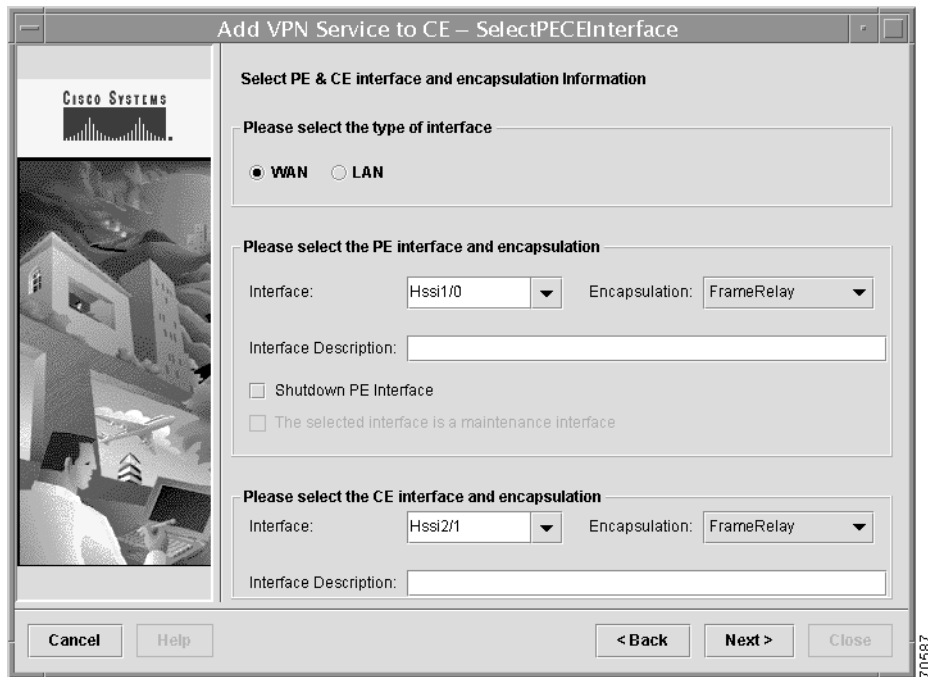 Add VPN Service to CE – SelectPECEInterface
CISCO SYSTEMS
Select PE & CE interface and encapsulation Information
Please select the type of interface
WAN LAN
Please select the PE interface and encapsulation
Interface: Hssi1/0 Encapsulation: FrameRelay
Interface Description:
Shutdown PE Interface
The selected interface is a maintenance interface
Please select the CE interface and encapsulation
Interface: Hssi2/1 Encapsulation: FrameRelay
Interface Description:
Cancel Help < Back Next > Close
70587